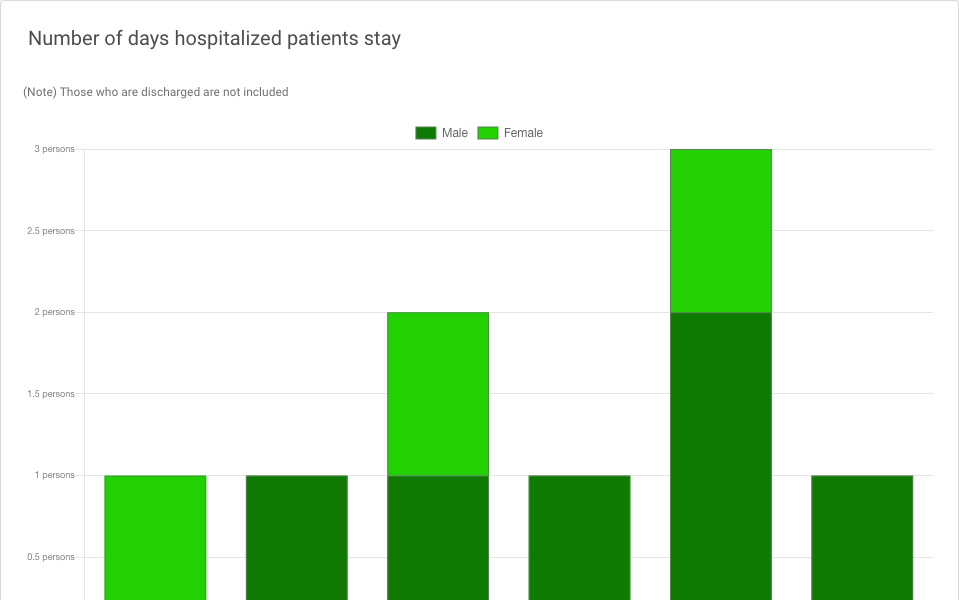 Number of days hospitalized patients stay
(Note) Those who are discharged are not included
Male Female
3 persons
2.5 persons
2 persons
1.5 persons
1 persons
0.5 persons